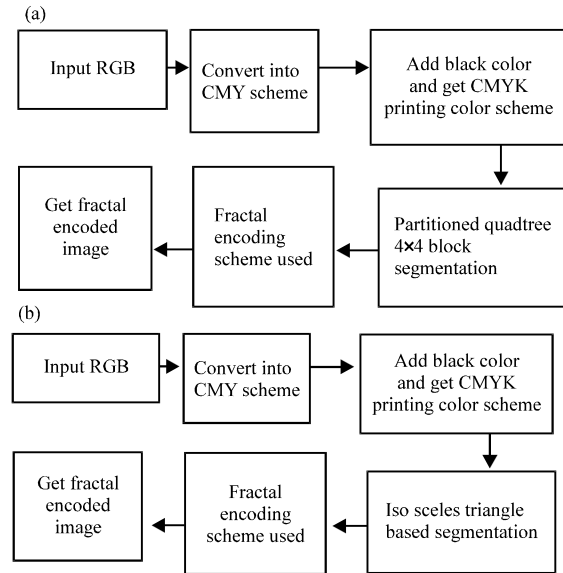 (a)
Input RGB
Convert into
CMY scheme
Add black color
and get CMYK
printing color scheme
Get fractal
encoded
image
Fractal
encoding
scheme used
Partitioned quadtree
4×4 block
segmentation
(b)
Input RGB
Convert into
CMY scheme
Add black color
and get CMYK
printing color scheme
Get fractal
encoded
image
Fractal
encoding
scheme used
Iso sceles triangle
based segmentation